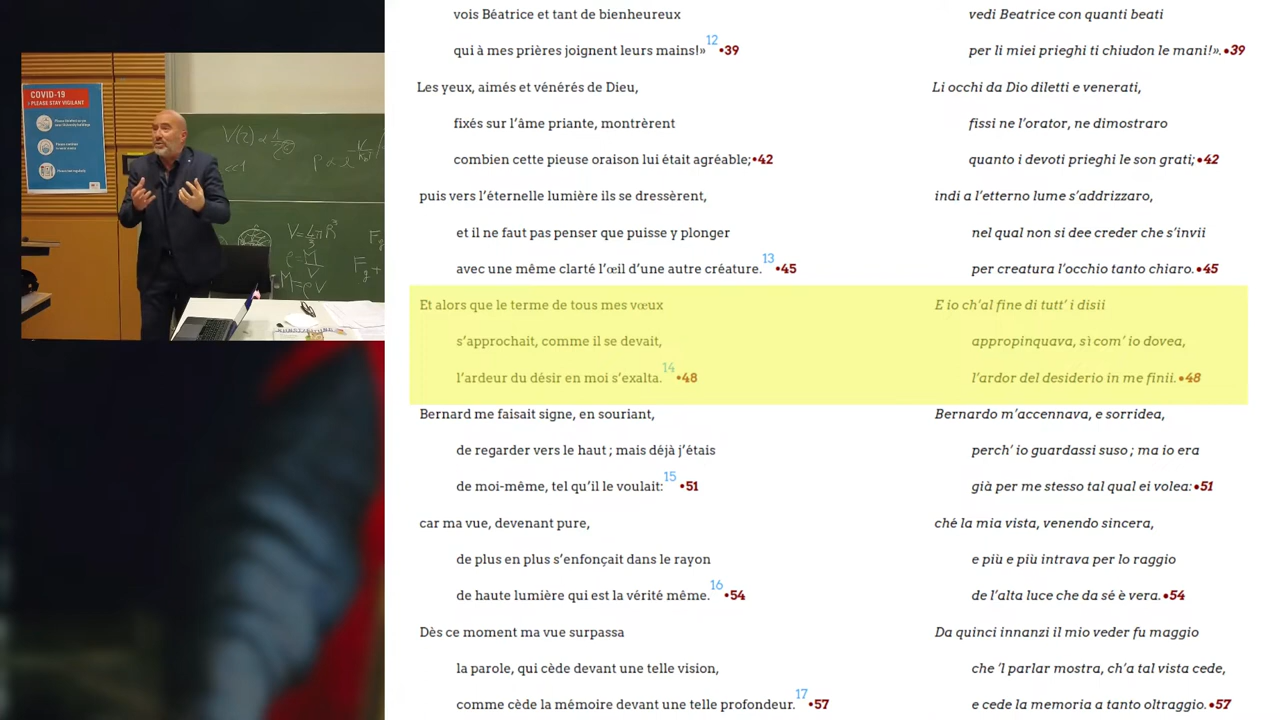 COVID-19
PLEASE STAY VIGILANT
vois Béatrice et tant de bienheureux
qui à mes prières joignent leurs mains!» 12 •39
Les yeux, aimés et vénérés de Dieu,
fixés sur l’âme priante, montrèrent
combien cette pieuse oraison lui était agréable; •42
puis vers l’éternelle lumière ils se dressèrent,
et il ne faut pas penser que puisse y plonger
avec une même clarté l’œil d’une autre créature. 13 •45
Et alors que le terme de tous mes vœux
s’approchait, comme il se devait,
l’ardeur du désir en moi s’exalta. 14 •48
Bernard me faisait signe, en souriant,
de regarder vers le haut ; mais déjà j’étais
de moi-même, tel qu’il le voulait: 15 •51
car ma vue, devenant pure,
de plus en plus s’enfonçait dans le rayon
de haute lumière qui est la vérité même. 16 •54
Dès ce moment ma vue surpassa
la parole, qui cède devant une telle vision,
comme cède la mémoire devant une telle profondeur. 17 •57
vedi Beatrice con quanti beati
per li miei prieghi ti chiudon le mani!». •39
Li occhi da Dio diletti e venerati,
fissi ne l’orator, ne dimostraro
quanto i devoti prieghi le son grati; •42
indi a l’etterno lume s’addrizzaro,
nel qual non si dee creder che s’invii
per creatura l’occhio tanto chiaro. •45
E io ch’al fine di tutt’ i disii
appropinquava, sì com’ io dovea,
l’ardor del desiderio in me finii. •48
Bernardo m’accennava, e sorridea,
perch’ io guardassi suso ; ma io era
già per me stesso tal qual ei volea: •51
ché la mia vista, venendo sincera,
e più e più intrava per lo raggio
de l’alta luce che da sé è vera. •54
Da quinci innanzi il mio veder fu maggio
che ’l parlar mostra, ch’a tal vista cede,
e cede la memoria a tanto oltraggio. •57